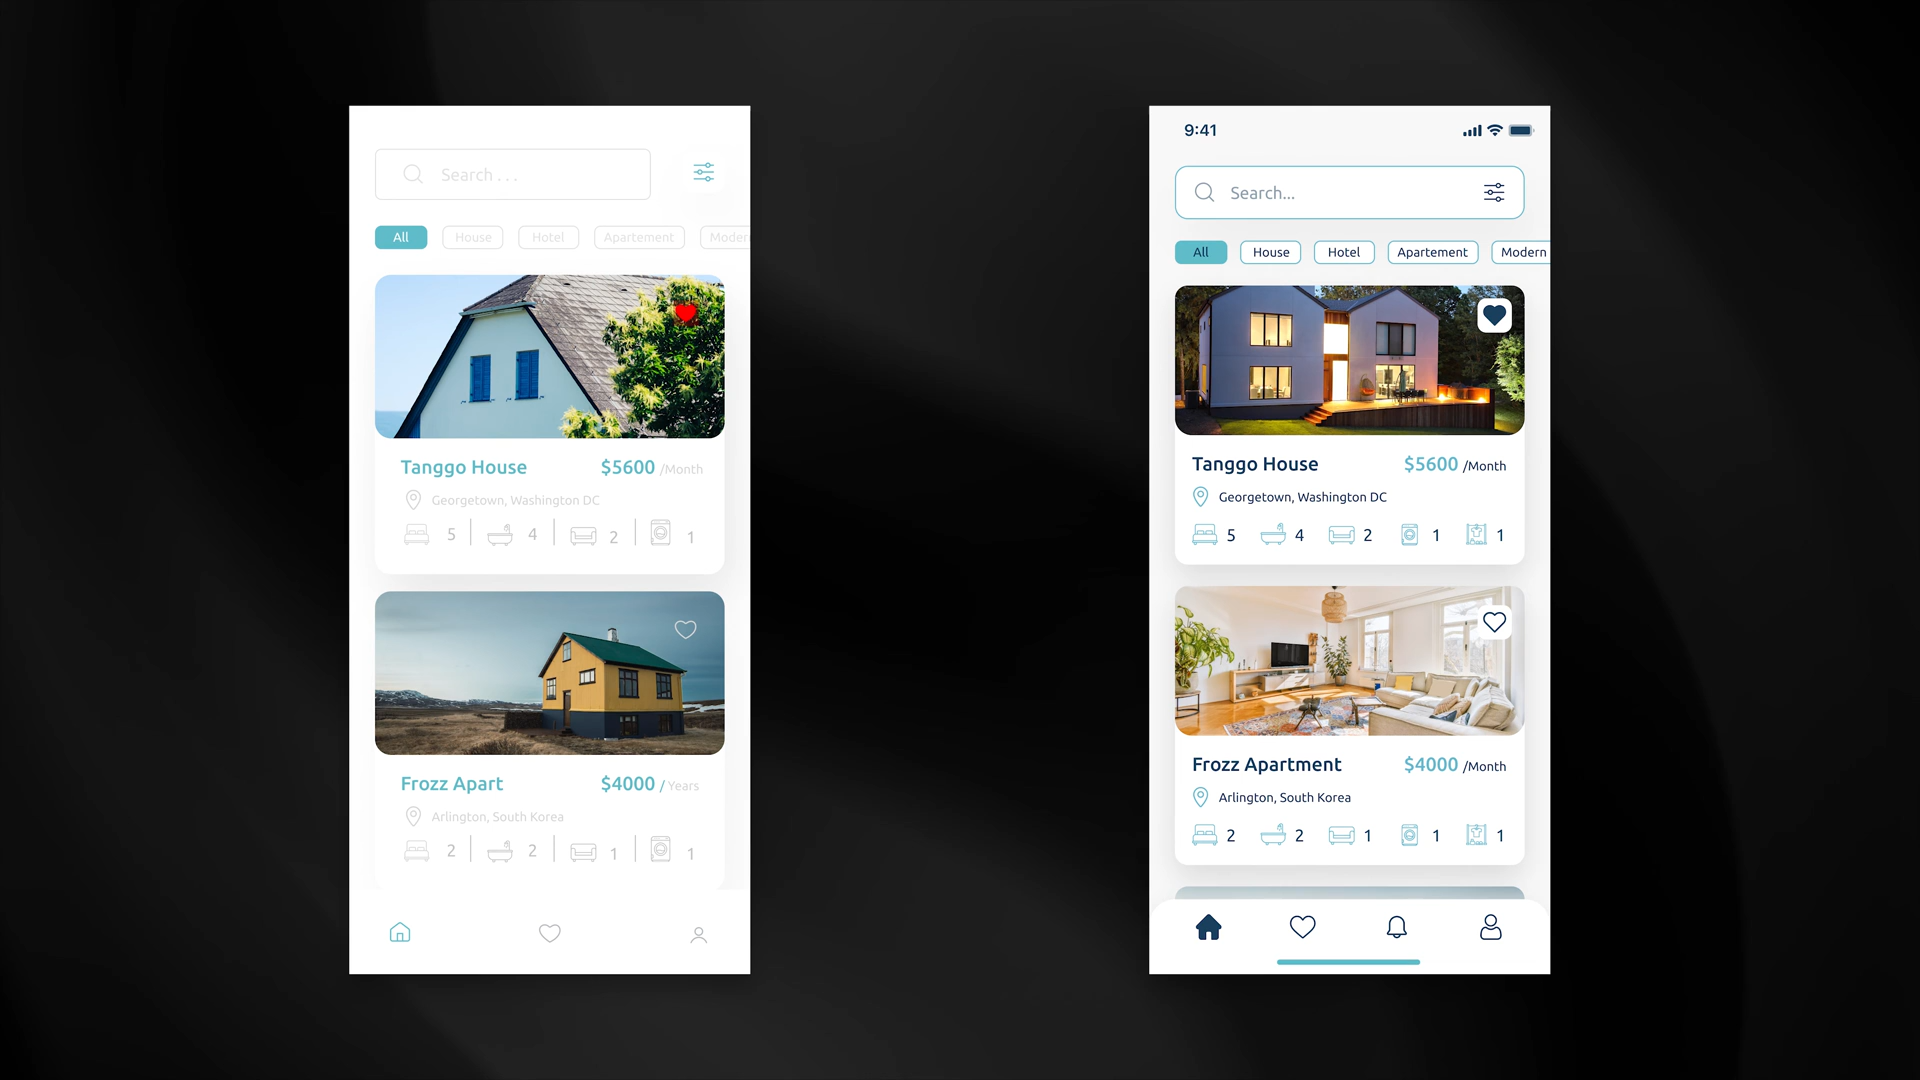 Search . . .
All House Hotel Apartement Moder
Tanggo House $5600 /Month
Georgetown, Washington DC
5 4 2 1
Frozz Apart $4000 / Years
Arlington, South Korea
2 2 1 1
9:41
Search...
All House Hotel Apartement Modern
Tanggo House $5600 /Month
Georgetown, Washington DC
5 4 2 1 1
Frozz Apartment $4000 /Month
Arlington, South Korea
2 2 1 1 1